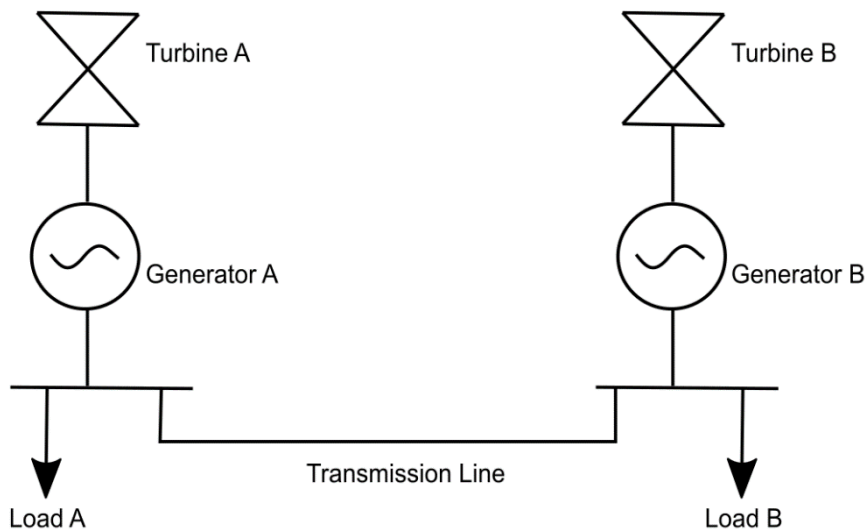 Turbine A
Turbine B
Generator A
Generator B
Transmission Line
Load A
Load B